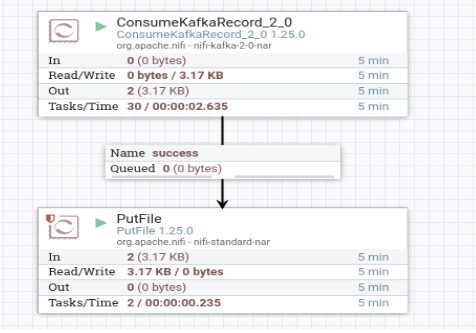 ConsumeKafkaRecord_2_0
ConsumeKafkaRecord_2_0 1.25.0
org.apache.nifi - nifi-kafka-2-0-nar
In 0 (0 bytes) 5 min
Read/Write 0 bytes / 3.17 KB 5 min
Out 2 (3.17 KB) 5 min
Tasks/Time 30 / 00:00:02.635 5 min
Name success
Queued 0 (0 bytes)
PutFile
PutFile 1.25.0
org.apache.nifi - nifi-standard-nar
In 2 (3.17 KB) 5 min
Read/Write 3.17 KB / 0 bytes 5 min
Out 0 (0 bytes) 5 min
Tasks/Time 2 / 00:00:00.235 5 min